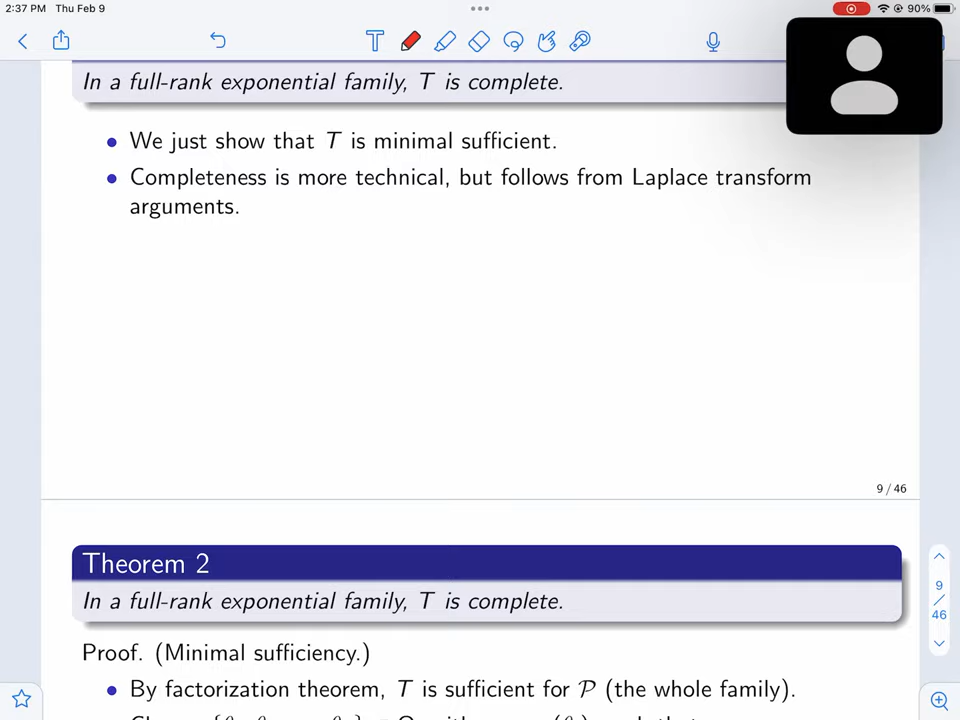 2:37 PM Thu Feb 9
90%
In a full-rank exponential family, T is complete.
• We just show that T is minimal sufficient.
• Completeness is more technical, but follows from Laplace transform
arguments.
9 / 46
Theorem 2
In a full-rank exponential family, T is complete.
Proof. (Minimal sufficiency.)
• By factorization theorem, T is sufficient for 𝒫 (the whole family).
9
/
46